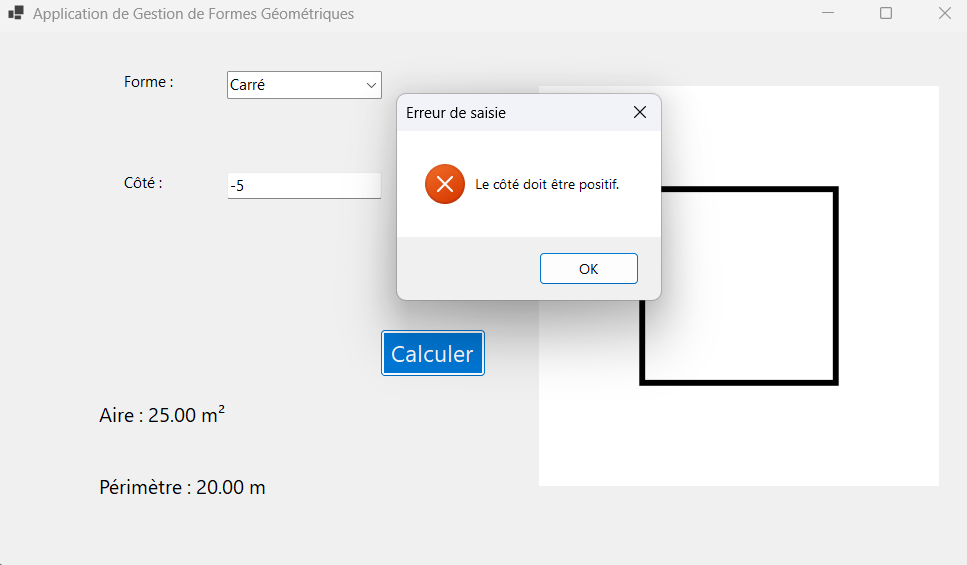 Application de Gestion de Formes Géométriques
Forme :
Carré
Erreur de saisie
Côté :
-5
Le côté doit être positif.
OK
Calculer
Aire : 25.00 m²
Périmètre : 20.00 m